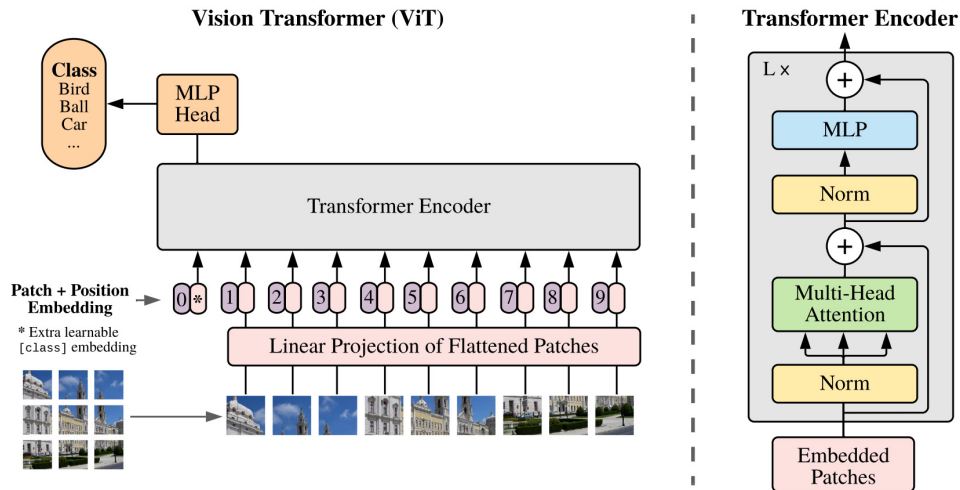 Vision Transformer (ViT)
Class
Bird
Ball
Car
...
MLP
Head
Transformer Encoder
Patch + Position
Embedding
0 * 1 2 3 4 5 6 7 8 9
* Extra learnable
[class] embedding
Linear Projection of Flattened Patches
Transformer Encoder
L ×
+
MLP
Norm
+
Multi-Head
Attention
Norm
Embedded
Patches